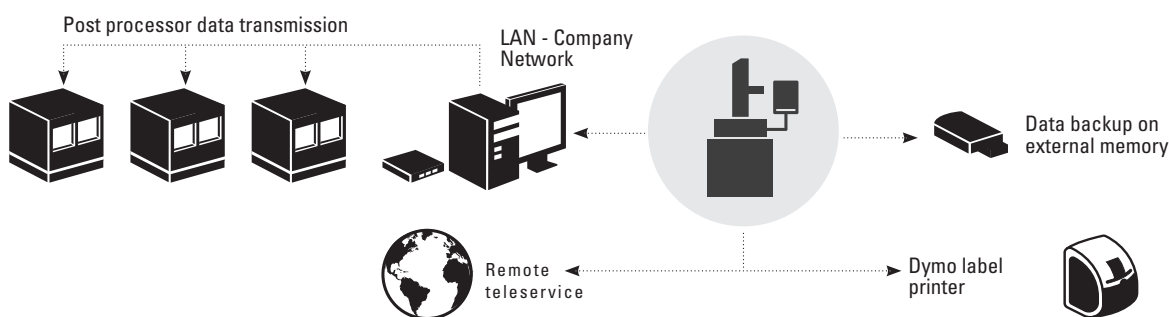 Post processor data transmission
LAN - Company
Network
Data backup on
external memory
Remote
teleservice
Dymo label
printer